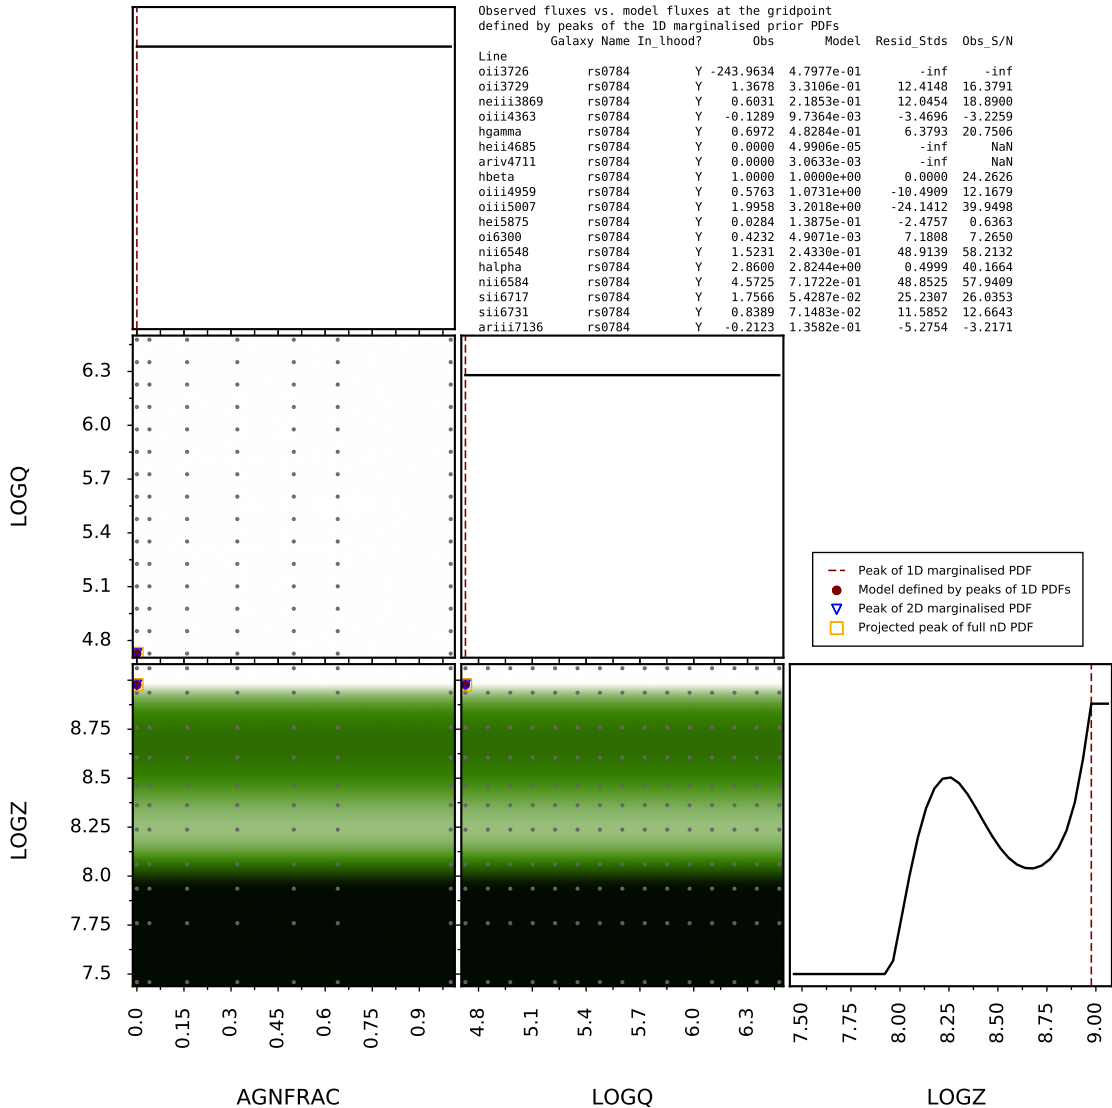 Observed fluxes vs. model fluxes at the gridpoint
defined by peaks of the 1D marginalised prior PDFs
Galaxy Name In_lhood? Obs Model Resid_Stds Obs_S/N
Line
oii3726 rs0784 Y -243.9634 4.7977e-01 -inf -inf
oii3729 rs0784 Y 1.3678 3.3106e-01 12.4148 16.3791
neiii3869 rs0784 Y 0.6031 2.1853e-01 12.0454 18.8900
oiii4363 rs0784 Y -0.1289 9.7364e-03 -3.4696 -3.2259
hgamma rs0784 Y 0.6972 4.8284e-01 6.3793 20.7506
heii4685 rs0784 Y 0.0000 4.9906e-05 -inf NaN
ariv4711 rs0784 Y 0.0000 3.0633e-03 -inf NaN
hbeta rs0784 Y 1.0000 1.0000e+00 0.0000 24.2626
oiii4959 rs0784 Y 0.5763 1.0731e+00 -10.4909 12.1679
oiii5007 rs0784 Y 1.9958 3.2018e+00 -24.1412 39.9498
hei5875 rs0784 Y 0.0284 1.3875e-01 -2.4757 0.6363
oi6300 rs0784 Y 0.4232 4.9071e-03 7.1808 7.2650
nii6548 rs0784 Y 1.5231 2.4330e-01 48.9139 58.2132
halpha rs0784 Y 2.8600 2.8244e+00 0.4999 40.1664
nii6584 rs0784 Y 4.5725 7.1722e-01 48.8525 57.9409
sii6717 rs0784 Y 1.7566 5.4287e-02 25.2307 26.0353
sii6731 rs0784 Y 0.8389 7.1483e-02 11.5852 12.6643
ariii7136 rs0784 Y -0.2123 1.3582e-01 -5.2754 -3.2171
6.3
6.0
5.7
5.4
5.1
4.8
LOGQ
Peak of 1D marginalised PDF
Model defined by peaks of 1D PDFs
Peak of 2D marginalised PDF
Projected peak of full nD PDF
8.75
8.5
8.25
8.0
7.75
7.5
LOGZ
0.0 0.15 0.3 0.45 0.6 0.75 0.9
4.8 5.1 5.4 5.7 6.0 6.3
7.50 7.75 8.00 8.25 8.50 8.75 9.00
AGNFRAC LOGQ LOGZ